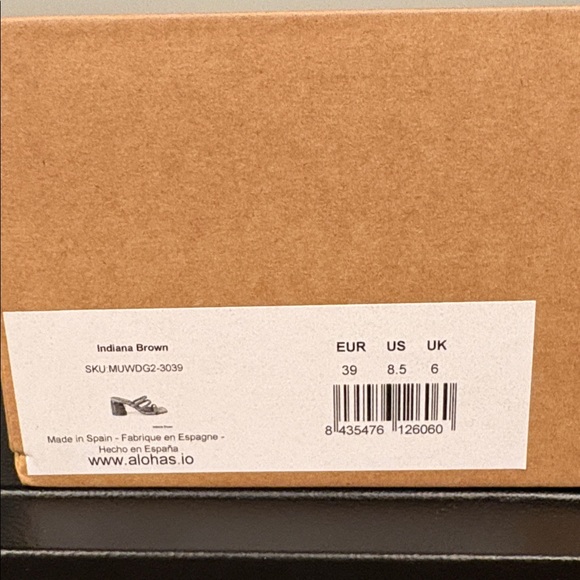 Indiana Brown
SKU:MUWDG2-3039
Made in Spain - Fabrique en Espagne -
Hecho en España
www.alohas.io
EUR US UK
39 8.5 6
8 435476 126060